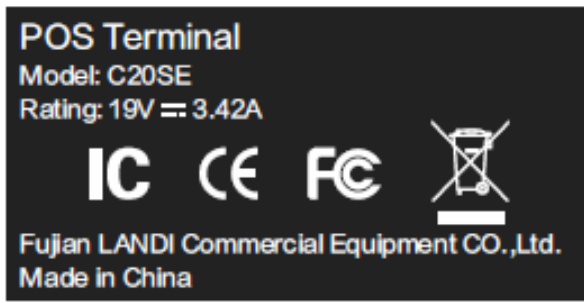 POS Terminal
Model: C20SE
Rating: 19V ⎓ 3.42A
IC CE FC
Fujian LANDI Commercial Equipment CO.,Ltd.
Made in China